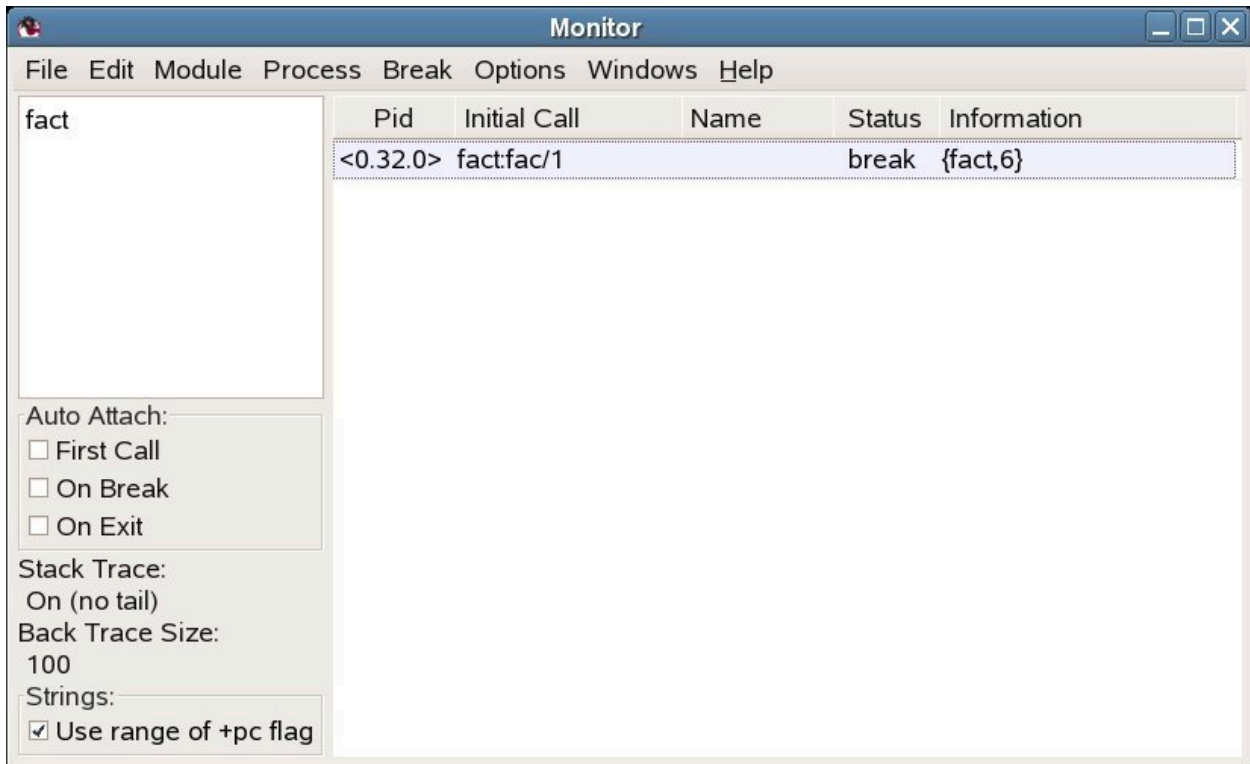 Monitor
File Edit Module Process Break Options Windows Help
fact
Pid Initial Call Name Status Information
<0.32.0> fact:fac/1 break {fact,6}
Auto Attach:
First Call
On Break
On Exit
Stack Trace:
On (no tail)
Back Trace Size:
100
Strings:
Use range of +pc flag